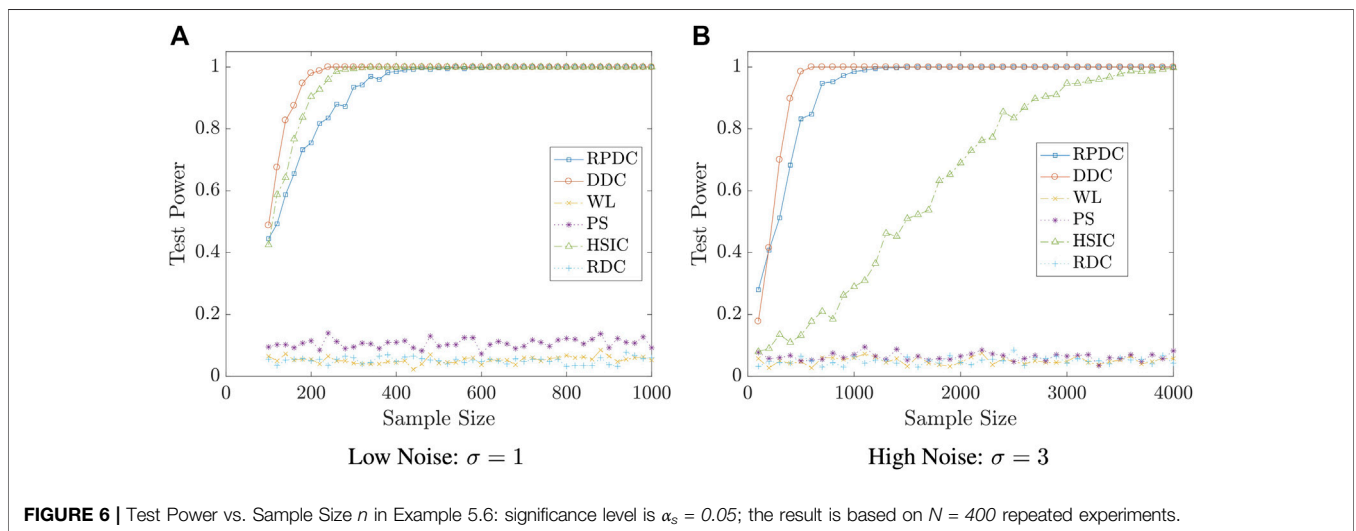 A
Test Power
1
0.8
0.6
0.4
0.2
0
0
200
400
600
800
1000
Sample Size
RPDC
DDC
WL
PS
HSIC
RDC
Low Noise: σ = 1
B
Test Power
1
0.8
0.6
0.4
0.2
0
0
1000
2000
3000
4000
Sample Size
RPDC
DDC
WL
PS
HSIC
RDC
High Noise: σ = 3
FIGURE 6 | Test Power vs. Sample Size n in Example 5.6: significance level is αs = 0.05; the result is based on N = 400 repeated experiments.